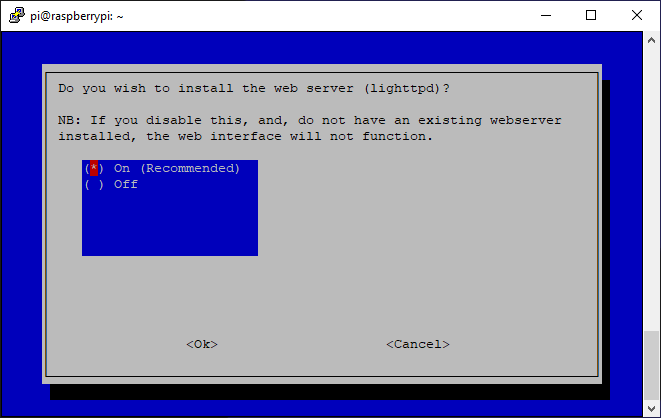 pi@raspberrypi: ~
Do you wish to install the web server (lighttpd)?
NB: If you disable this, and, do not have an existing webserver
installed, the web interface will not function.
(*) On (Recommended)
( ) Off
<Ok> <Cancel>